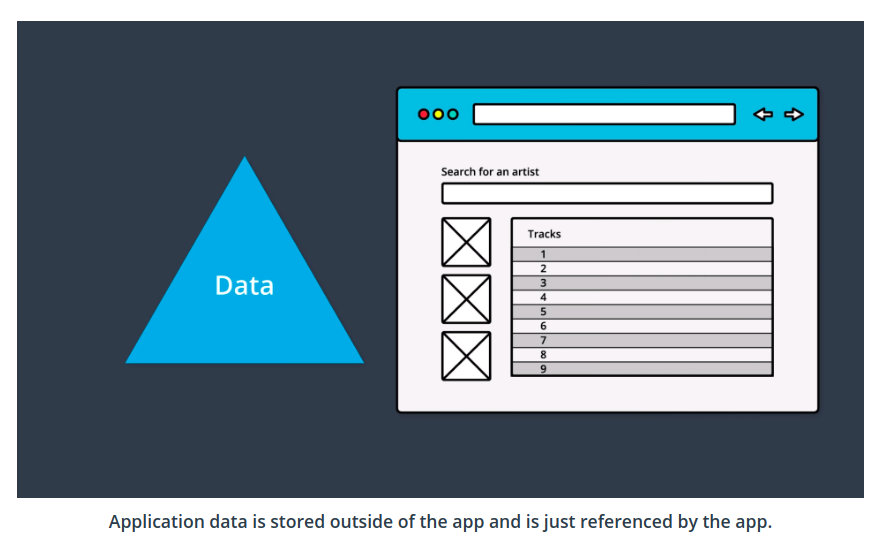 Data
Search for an artist
Tracks
1
2
3
4
5
6
7
8
9
Application data is stored outside of the app and is just referenced by the app.